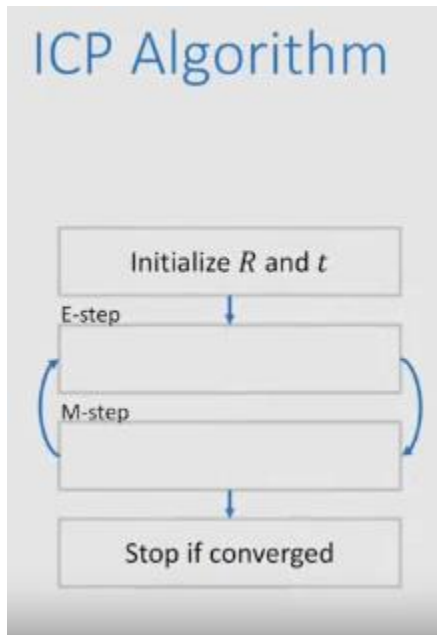 ICP Algorithm
Initialize R and t
E-step
M-step
Stop if converged